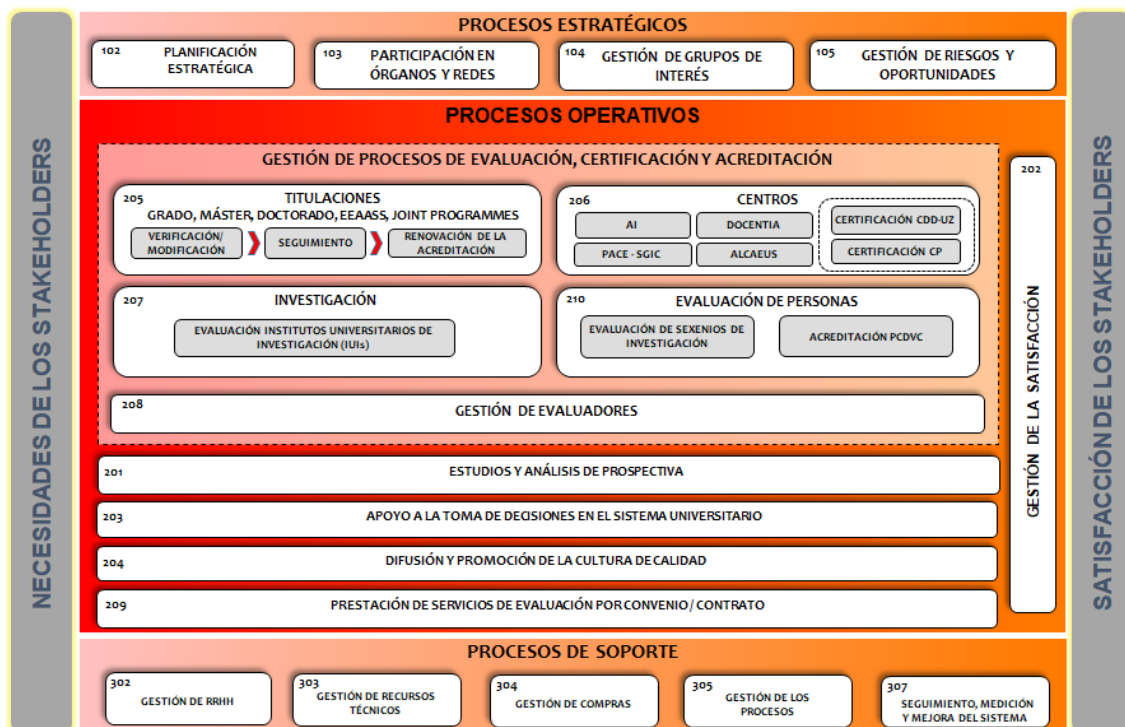 NECESIDADES DE LOS STAKEHOLDERS
PROCESOS ESTRATÉGICOS
102
PLANIFICACIÓN
ESTRATÉGICA
103
PARTICIPACIÓN EN
ÓRGANOS Y REDES
104
GESTIÓN DE GRUPOS DE
INTERÉS
105
GESTIÓN DE RIESGOS Y
OPORTUNIDADES
PROCESOS OPERATIVOS
GESTIÓN DE PROCESOS DE EVALUACIÓN, CERTIFICACIÓN Y ACREDITACIÓN
205
TITULACIONES
GRADO, MÁSTER, DOCTORADO, EEAASS, JOINT PROGRAMMES
VERIFICACIÓN/
MODIFICACIÓN
SEGUIMIENTO
RENOVACIÓN DE LA
ACREDITACIÓN
206
CENTROS
AI
DOCENTIA
CERTIFICACIÓN CDD-UZ
PACE - SGIC
ALCAEUS
CERTIFICACIÓN CP
207
INVESTIGACIÓN
EVALUACIÓN INSTITUTOS UNIVERSITARIOS DE
INVESTIGACIÓN (IUIs)
210
EVALUACIÓN DE PERSONAS
EVALUACIÓN DE SEXENIOS DE
INVESTIGACIÓN
ACREDITACIÓN PCDVC
208
GESTIÓN DE EVALUADORES
201
ESTUDIOS Y ANÁLISIS DE PROSPECTIVA
203
APOYO A LA TOMA DE DECISIONES EN EL SISTEMA UNIVERSITARIO
204
DIFUSIÓN Y PROMOCIÓN DE LA CULTURA DE CALIDAD
209
PRESTACIÓN DE SERVICIOS DE EVALUACIÓN POR CONVENIO / CONTRATO
202
GESTIÓN DE LA SATISFACCIÓN
PROCESOS DE SOPORTE
302
GESTIÓN DE RRHH
303
GESTIÓN DE RECURSOS
TÉCNICOS
304
GESTIÓN DE COMPRAS
305
GESTIÓN DE LOS
PROCESOS
307
SEGUIMIENTO, MEDICIÓN
Y MEJORA DEL SISTEMA
SATISFACCIÓN DE LOS STAKEHOLDERS